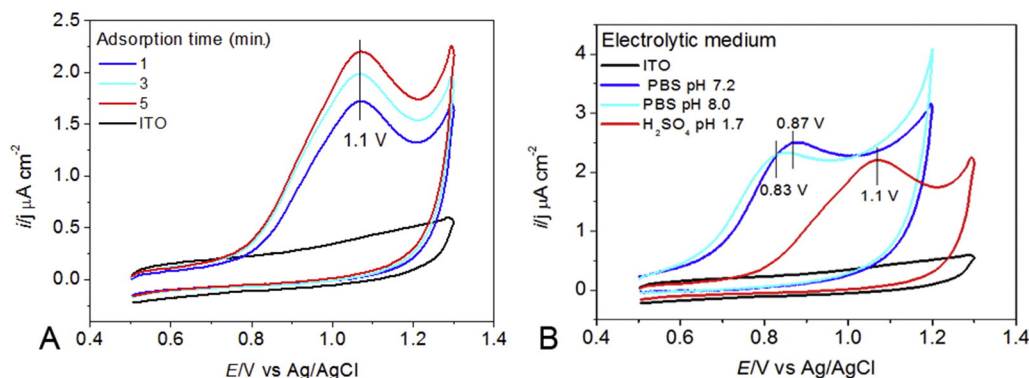 Adsorption time (min.)
1
3
5
ITO
1.1 V
2.5
2.0
1.5
1.0
0.5
0.0
i/j µA cm⁻²
0.4 0.6 0.8 1.0 1.2 1.4
E/V vs Ag/AgCl
A
Electrolytic medium
ITO
PBS pH 7.2
PBS pH 8.0
H₂SO₄ pH 1.7
0.87 V
0.83 V
1.1 V
5
4
3
2
1
0
i/j µA cm⁻²
0.4 0.6 0.8 1.0 1.2 1.4
E/V vs Ag/AgCl
B